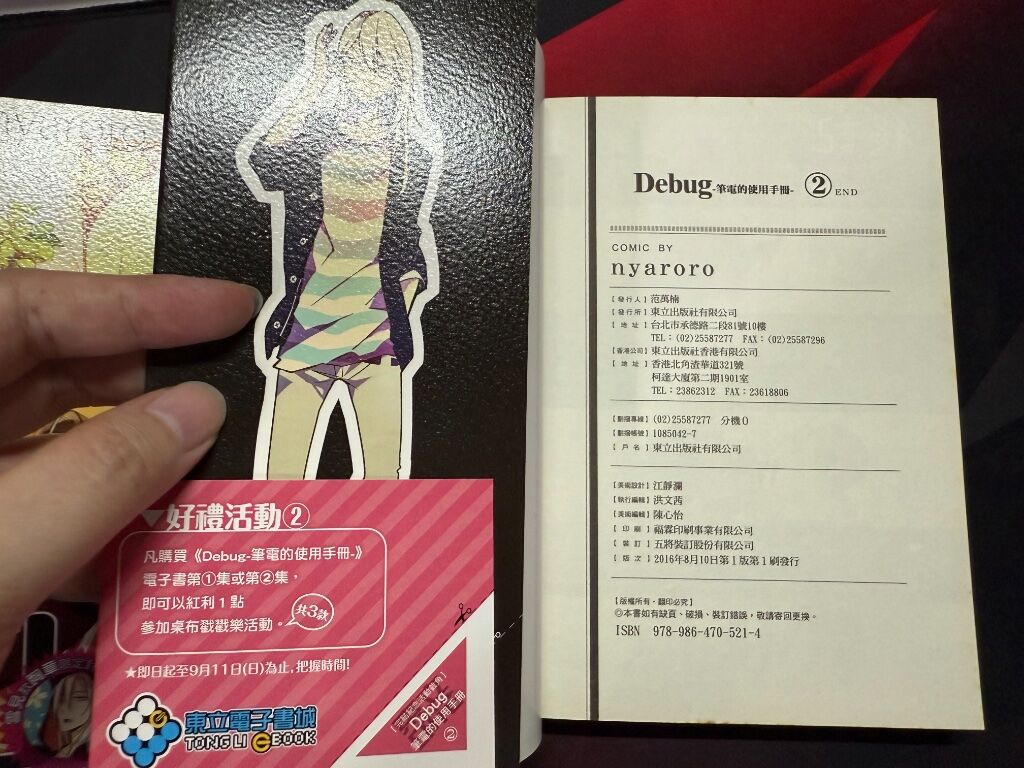 nyaroro
▼好禮活動②
凡購買《Debug-筆電的使用手冊-》
電子書第①集或第②集，
即可以紅利1點
參加桌布戳戳樂活動。
共3款
★即日起至9月11日(日)為止,把握時間!
東立電子書城
TONG LI eBOOK
【完結紀念活動截角】
Debug
筆電的使用手冊
②
Debug-筆電的使用手冊- ② END
COMIC BY
nyaroro
【發行人】范萬楠
【發行所】東立出版社有限公司
【地 址】台北市承德路二段81號10樓
TEL：(02)25587277 FAX：(02)25587296
【香港公司】東立出版社香港有限公司
【地 址】香港北角渣華道321號
柯達大廈第二期1901室
TEL：23862312 FAX：23618806
【劃撥專線】(02)25587277 分機0
【劃撥帳號】1085042-7
【戶 名】東立出版社有限公司
【美術設計】江靜瀾
【執行編輯】洪文茜
【美術編輯】陳心怡
【印 刷】福霖印刷事業有限公司
【裝 訂】五將裝訂股份有限公司
【版 次】2016年8月10日第1版第1刷發行
【版權所有・翻印必究】
◎本書如有缺頁、破損、裝訂錯誤，敬請寄回更換。
ISBN 978-986-470-521-4